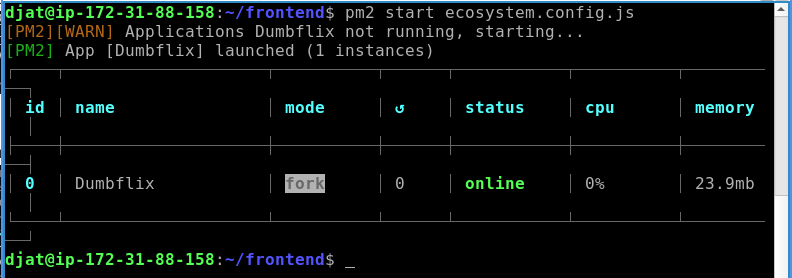 djat@ip-172-31-88-158:~/frontend$ pm2 start ecosystem.config.js
[PM2][WARN] Applications Dumbflix not running, starting...
[PM2] App [Dumbflix] launched (1 instances)
id name mode ↺ status cpu memory
0 Dumbflix fork 0 online 0% 23.9mb
djat@ip-172-31-88-158:~/frontend$ _